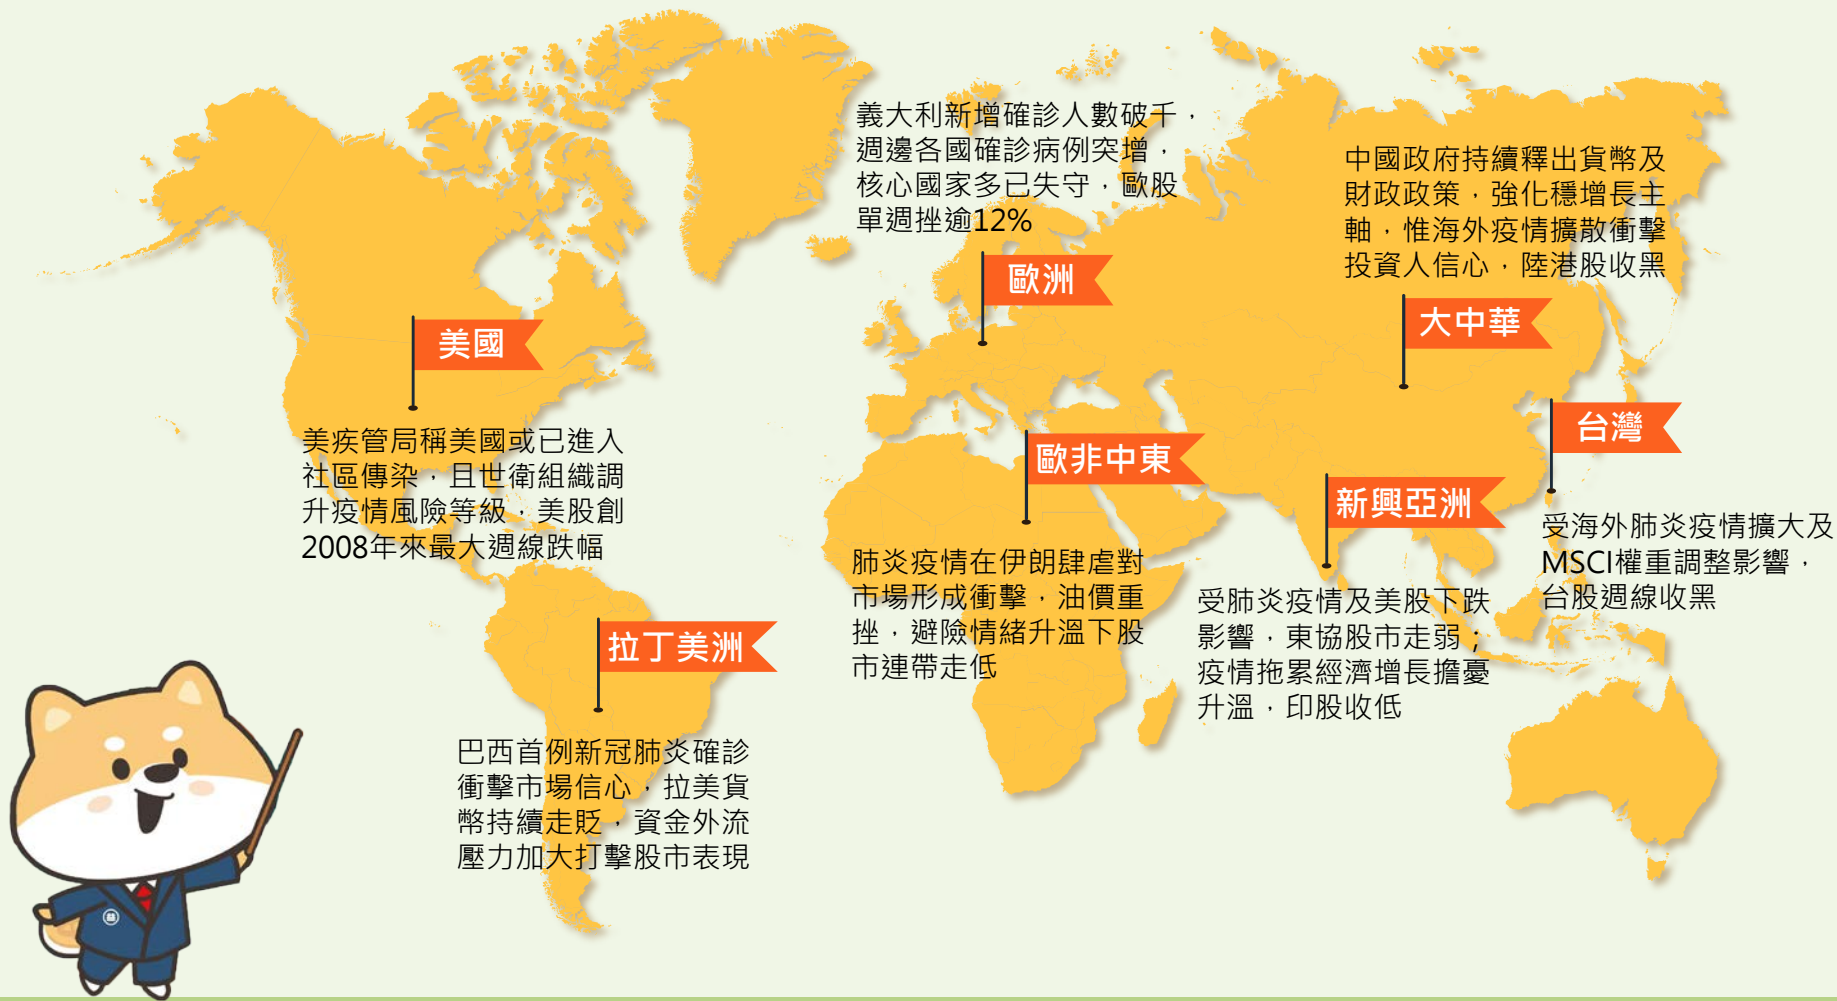 義大利新增確診人數破千，
週邊各國確診病例突增，
核心國家多已失守，歐股
單週挫逾12%
歐洲
中國政府持續釋出貨幣及
財政政策，強化穩增長主
軸，惟海外疫情擴散衝擊
投資人信心，陸港股收黑
大中華
美國
美疾管局稱美國或已進入
社區傳染，且世衛組織調
升疫情風險等級，美股創
2008年來最大週線跌幅
台灣
受海外肺炎疫情擴大及
MSCI權重調整影響，
台股週線收黑
歐非中東
肺炎疫情在伊朗肆虐對
市場形成衝擊，油價重
挫，避險情緒升溫下股
市連帶走低
新興亞洲
受肺炎疫情及美股下跌
影響，東協股市走弱；
疫情拖累經濟增長擔憂
升溫，印股收低
拉丁美洲
巴西首例新冠肺炎確診
衝擊市場信心，拉美貨
幣持續走貶，資金外流
壓力加大打擊股市表現